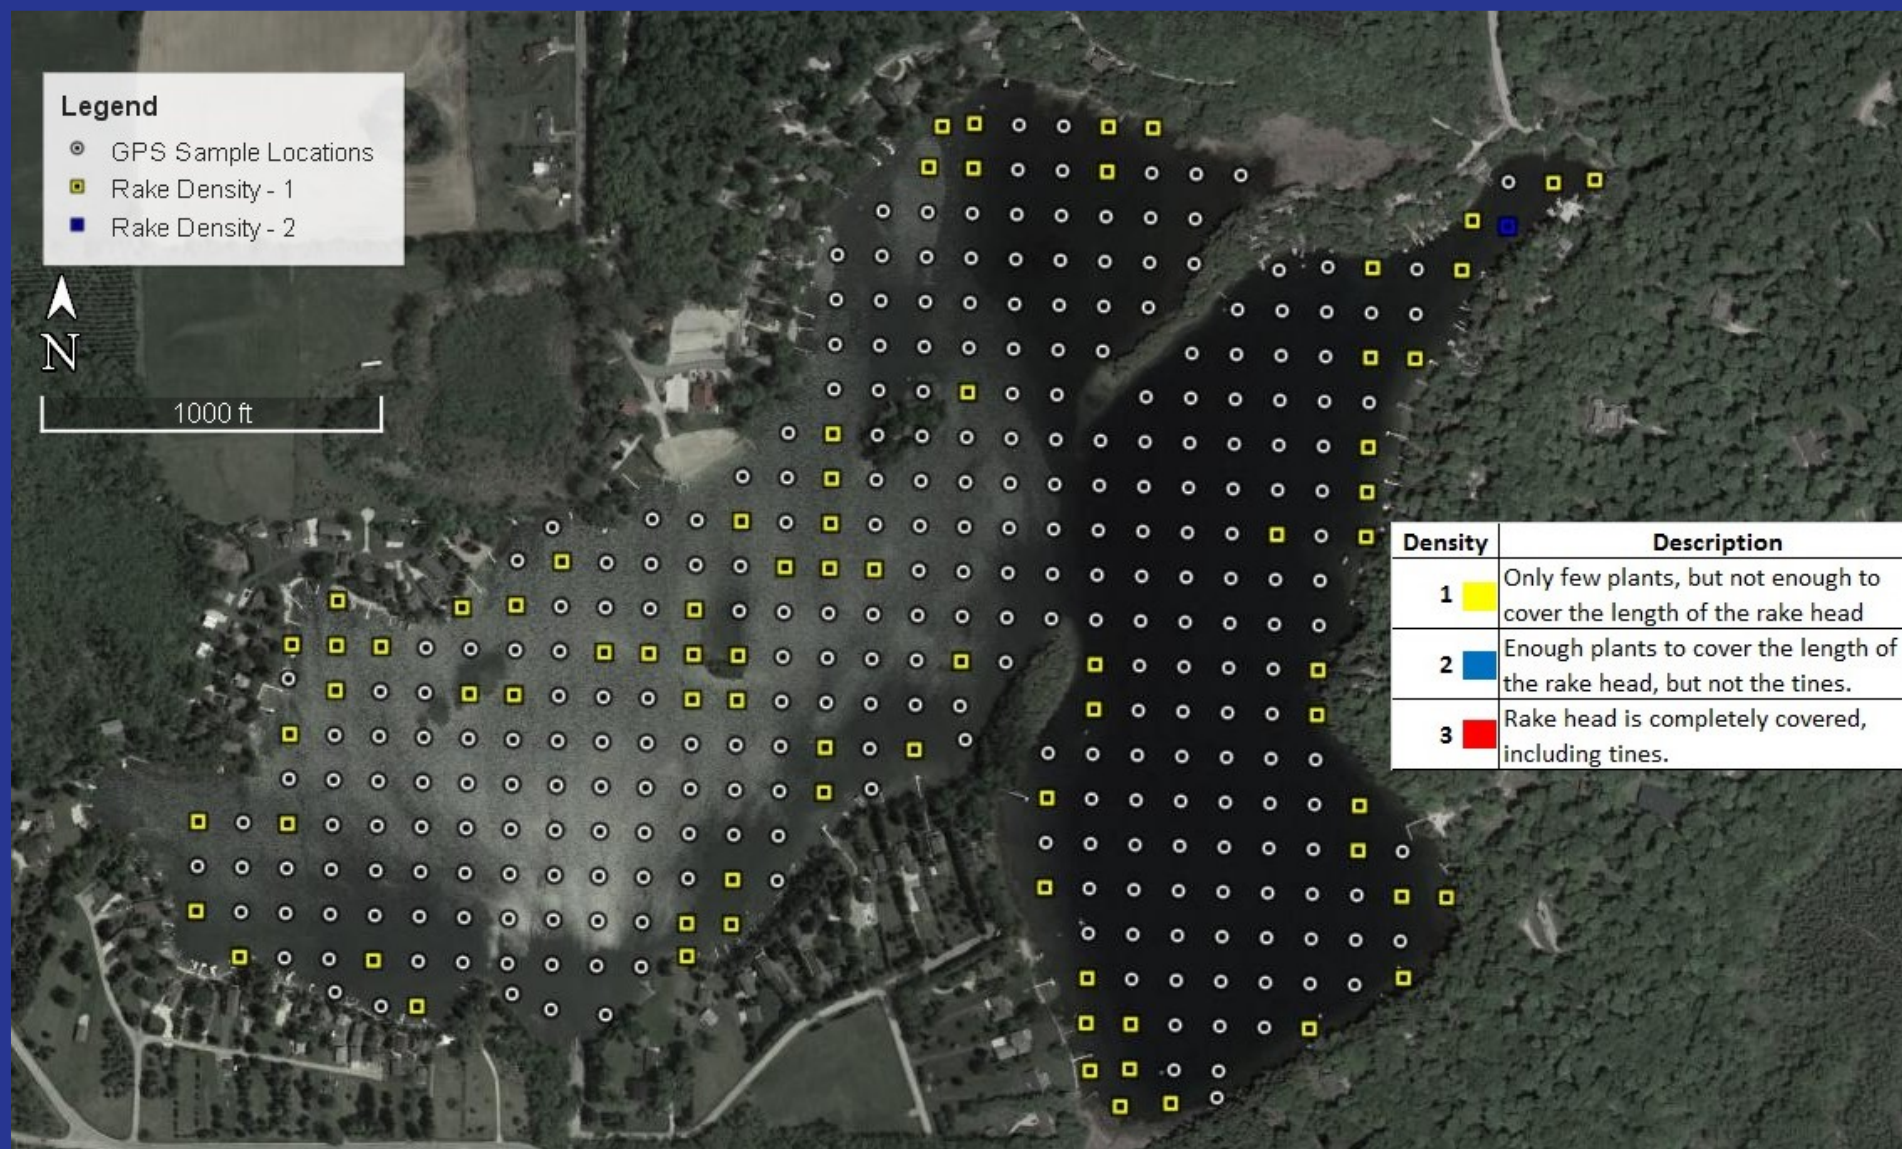 Legend
GPS Sample Locations
Rake Density - 1
Rake Density - 2
N
1000 ft
Density Description
1 Only few plants, but not enough to
cover the length of the rake head
2 Enough plants to cover the length of
the rake head, but not the tines.
3 Rake head is completely covered,
including tines.